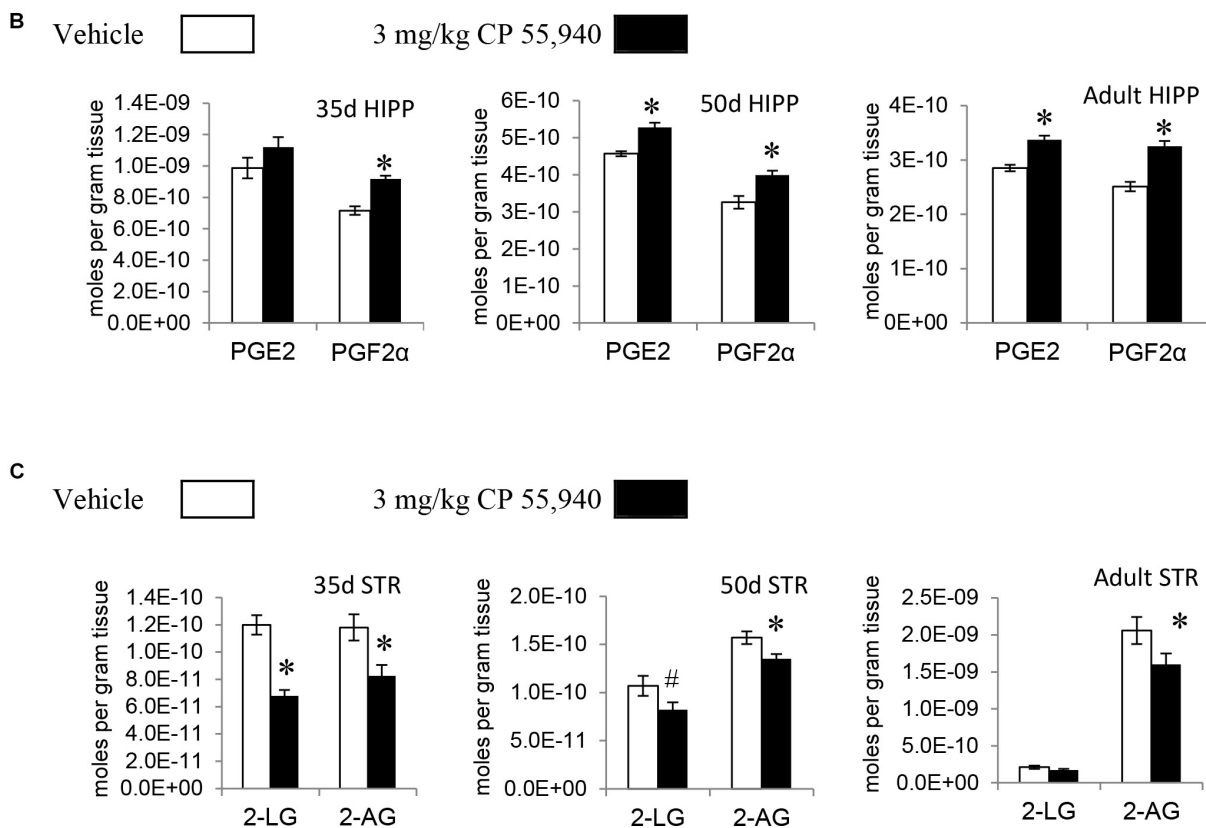 B
Vehicle 3 mg/kg CP 55,940
moles per gram tissue
1.4E-09
1.2E-09
1.0E-09
8.0E-10
6.0E-10
4.0E-10
2.0E-10
0.0E+00
35d HIPP
*
PGE2 PGF2α
moles per gram tissue
6E-10
5E-10
4E-10
3E-10
2E-10
1E-10
0E+00
50d HIPP
* *
PGE2 PGF2α
moles per gram tissue
4E-10
3E-10
2E-10
1E-10
0E+00
Adult HIPP
* *
PGE2 PGF2α
C
Vehicle 3 mg/kg CP 55,940
moles per gram tissue
1.4E-10
1.2E-10
1.0E-10
8.0E-11
6.0E-11
4.0E-11
2.0E-11
0.0E+00
35d STR
* *
2-LG 2-AG
moles per gram tissue
2.0E-10
1.5E-10
1.0E-10
5.0E-11
0.0E+00
50d STR
# *
2-LG 2-AG
moles per gram tissue
2.5E-09
2.0E-09
1.5E-09
1.0E-09
5.0E-10
0.0E+00
Adult STR
*
2-LG 2-AG